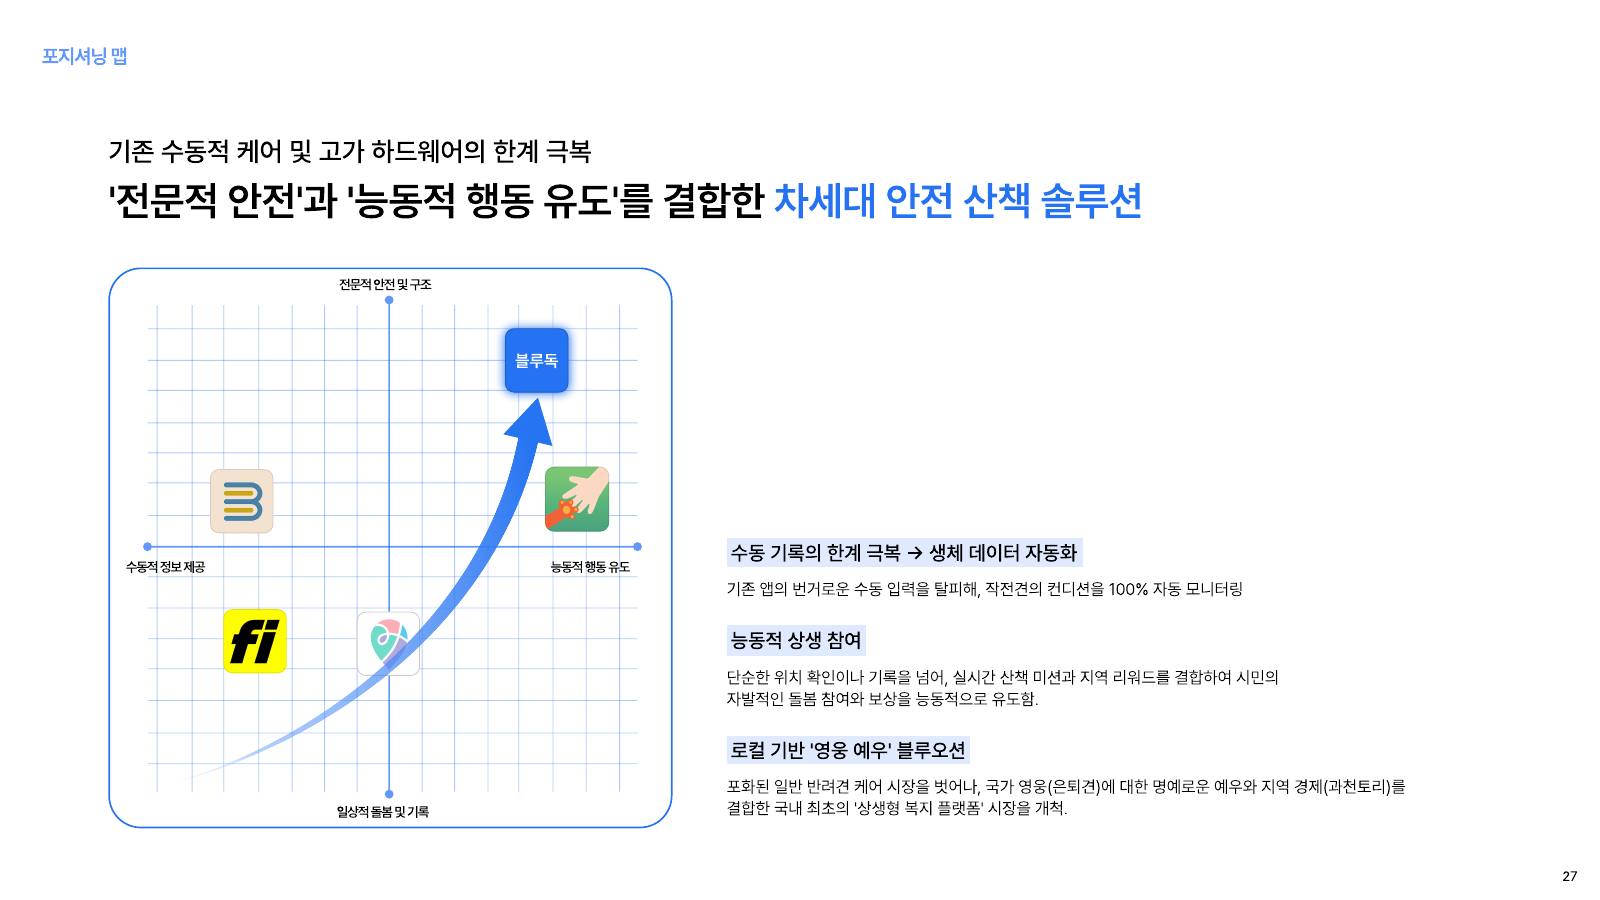 포지셔닝 맵
기존 수동적 케어 및 고가 하드웨어의 한계 극복
'전문적 안전'과 '능동적 행동 유도'를 결합한 차세대 안전 산책 솔루션
전문적 안전 및 구조
블루독
수동적 정보 제공
능동적 행동 유도
fi
일상적 돌봄 및 기록
수동 기록의 한계 극복 → 생체 데이터 자동화
기존 앱의 번거로운 수동 입력을 탈피해, 작전견의 컨디션을 100% 자동 모니터링
능동적 상생 참여
단순한 위치 확인이나 기록을 넘어, 실시간 산책 미션과 지역 리워드를 결합하여 시민의
자발적인 돌봄 참여와 보상을 능동적으로 유도함.
로컬 기반 '영웅 예우' 블루오션
포화된 일반 반려견 케어 시장을 벗어나, 국가 영웅(은퇴견)에 대한 명예로운 예우와 지역 경제(과천토리)를
결합한 국내 최초의 '상생형 복지 플랫폼' 시장을 개척.
27